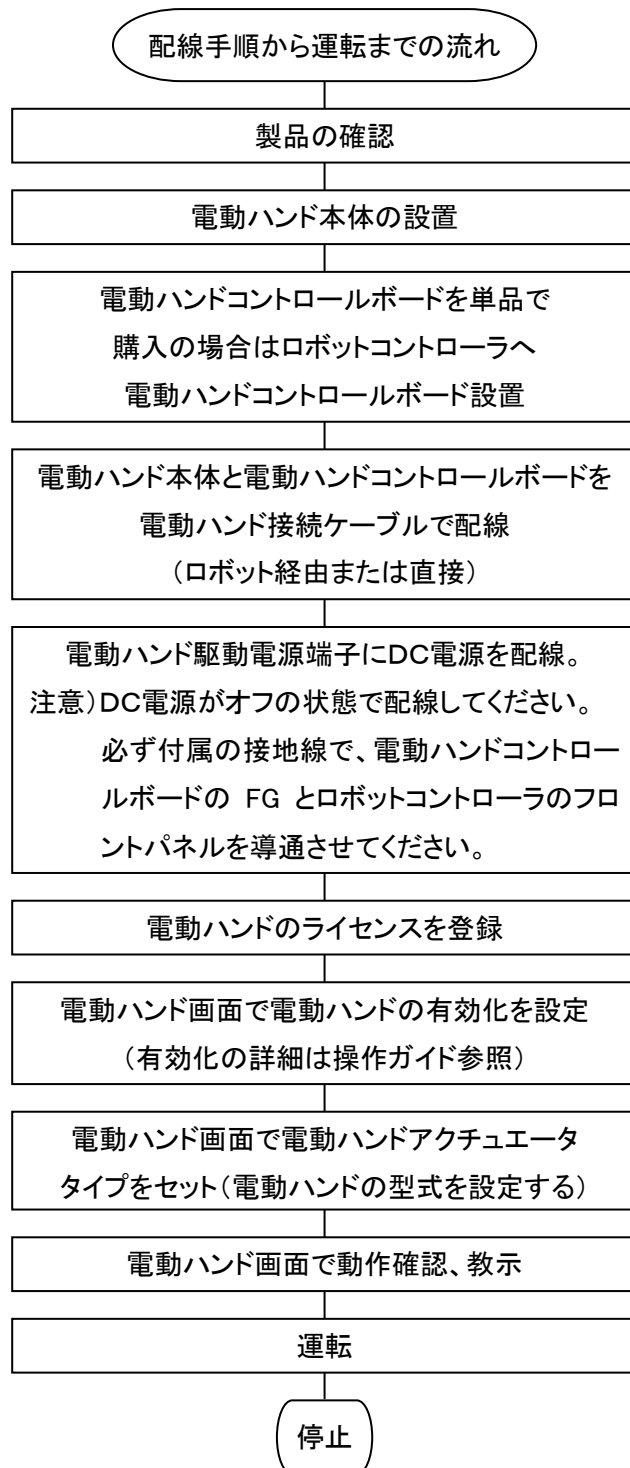 配線手順から運転までの流れ
製品の確認
電動ハンド本体の設置
電動ハンドコントロールボードを単品で
購入の場合はロボットコントローラへ
電動ハンドコントロールボード設置
電動ハンド本体と電動ハンドコントロールボードを
電動ハンド接続ケーブルで配線
（ロボット経由または直接）
電動ハンド駆動電源端子にDC電源を配線。
注意）DC電源がオフの状態で配線してください。
必ず付属の接地線で、電動ハンドコントロー
ルボードの FG とロボットコントローラのフロ
ントパネルを導通させてください。
電動ハンドのライセンスを登録
電動ハンド画面で電動ハンドの有効化を設定
（有効化の詳細は操作ガイド参照）
電動ハンド画面で電動ハンドアクチュエータ
タイプをセット（電動ハンドの型式を設定する）
電動ハンド画面で動作確認、教示
運転
停止